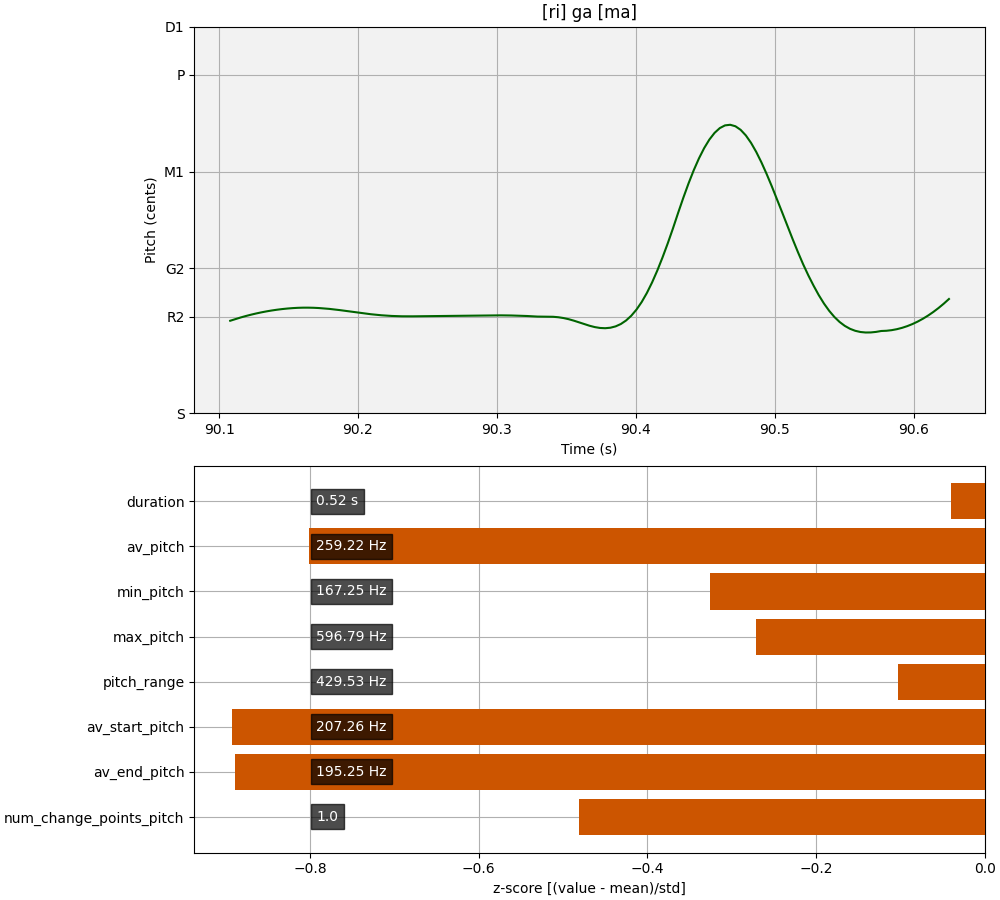 [ri] ga [ma]
D1
P
M1
G2
R2
S
Pitch (cents)
90.1 90.2 90.3 90.4 90.5 90.6
Time (s)
duration 0.52 s
av_pitch 259.22 Hz
min_pitch 167.25 Hz
max_pitch 596.79 Hz
pitch_range 429.53 Hz
av_start_pitch 207.26 Hz
av_end_pitch 195.25 Hz
num_change_points_pitch 1.0
−0.8 −0.6 −0.4 −0.2 0.0
z-score [(value - mean)/std]